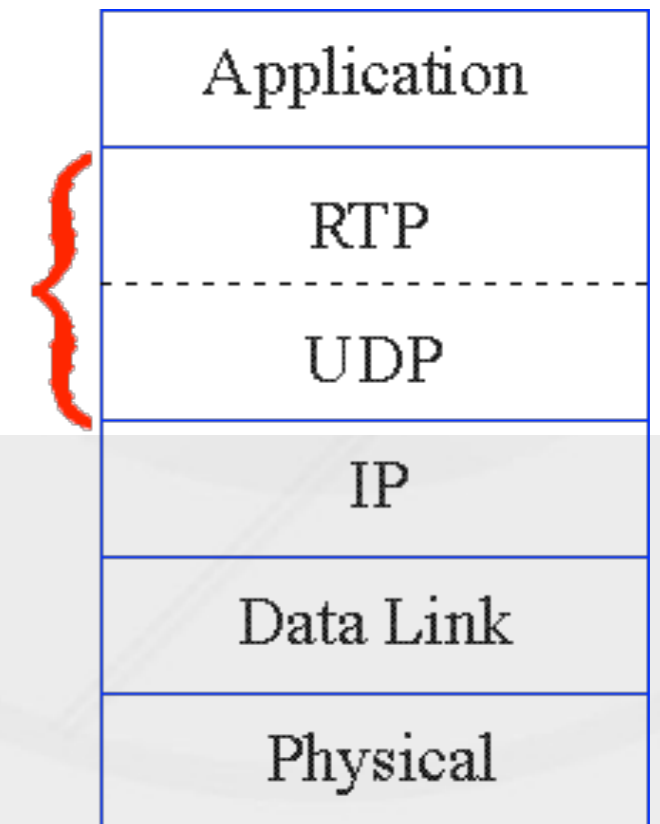 Application
RTP
UDP
IP
Data Link
Physical